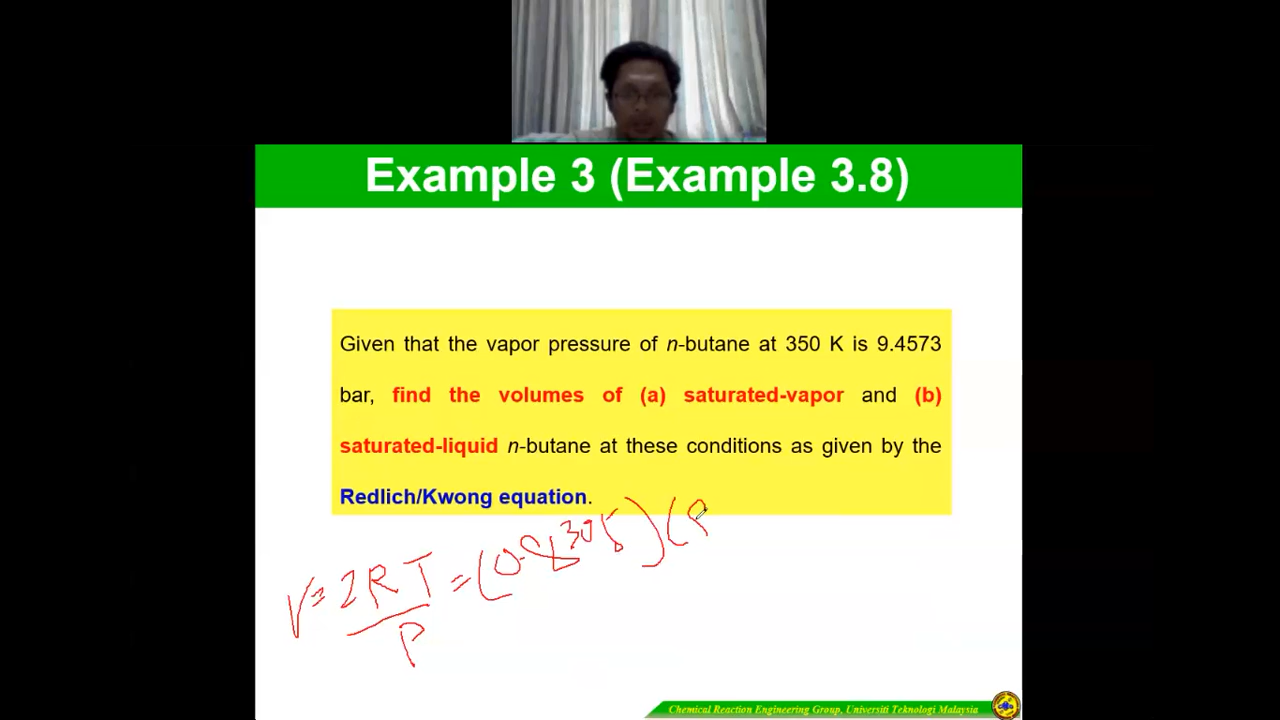 Example 3 (Example 3.8)
Given that the vapor pressure of n-butane at 350 K is 9.4573
bar, find the volumes of (a) saturated-vapor and (b)
saturated-liquid n-butane at these conditions as given by the
Redlich/Kwong equation.
V = ZRT = (0.8305) (8
P
Chemical Reaction Engineering Group, Universiti Teknologi Malaysia